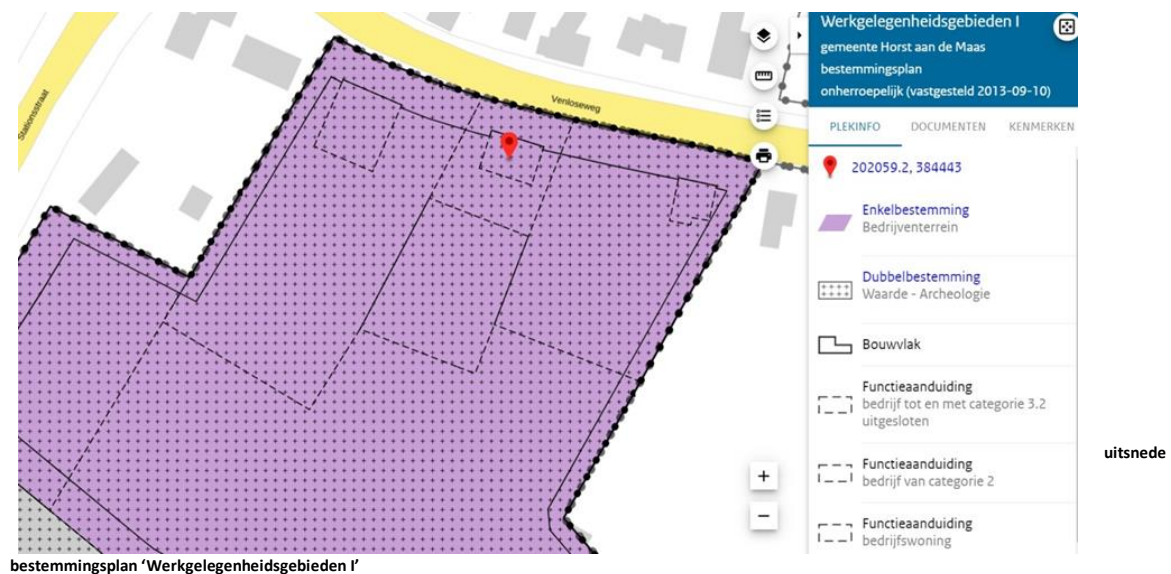 Werkgelegenheidsgebieden I
gemeente Horst aan de Maas
bestemmingsplan
onherroepelijk (vastgesteld 2013-09-10)
PLEKINFO DOCUMENTEN KENMERKEN
202059.2, 384443
Enkelbestemming
Bedrijventerrein
Dubbelbestemming
Waarde - Archeologie
Bouwvlak
Functieaanduiding
bedrijf tot en met categorie 3.2
uitgesloten
Functieaanduiding
bedrijf van categorie 2
Functieaanduiding
bedrijfswoning
Stationsstraat
Venloseweg
+
−
uitsnede
bestemmingsplan ‘Werkgelegenheidsgebieden I’